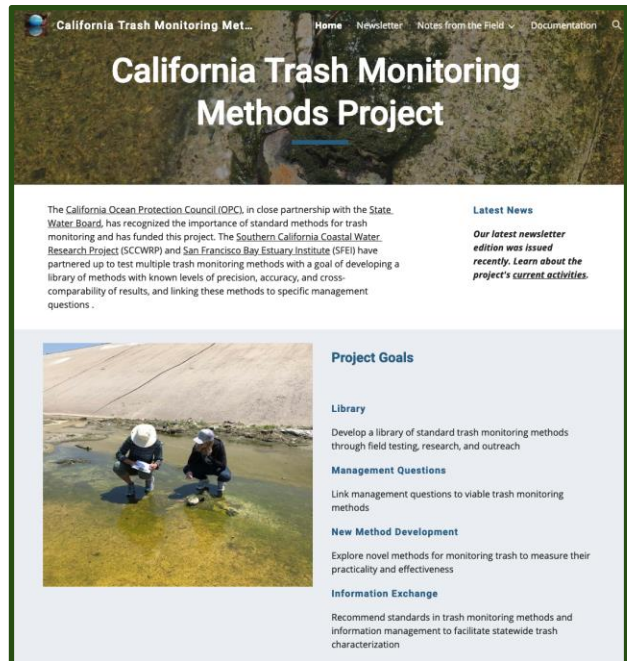 California Trash Monitoring Met...
Home Newsletter Notes from the Field Documentation
California Trash Monitoring
Methods Project
The California Ocean Protection Council (OPC), in close partnership with the State
Water Board, has recognized the importance of standard methods for trash
monitoring and has funded this project. The Southern California Coastal Water
Research Project (SCCWRP) and San Francisco Bay Estuary Institute (SFEI) have
partnered up to test multiple trash monitoring methods with a goal of developing a
library of methods with known levels of precision, accuracy, and cross-
comparability of results, and linking these methods to specific management
questions .
Latest News
Our latest newsletter
edition was issued
recently. Learn about the
project's current activities.
Project Goals
Library
Develop a library of standard trash monitoring methods
through field testing, research, and outreach
Management Questions
Link management questions to viable trash monitoring
methods
New Method Development
Explore novel methods for monitoring trash to measure their
practicality and effectiveness
Information Exchange
Recommend standards in trash monitoring methods and
information management to facilitate statewide trash
characterization